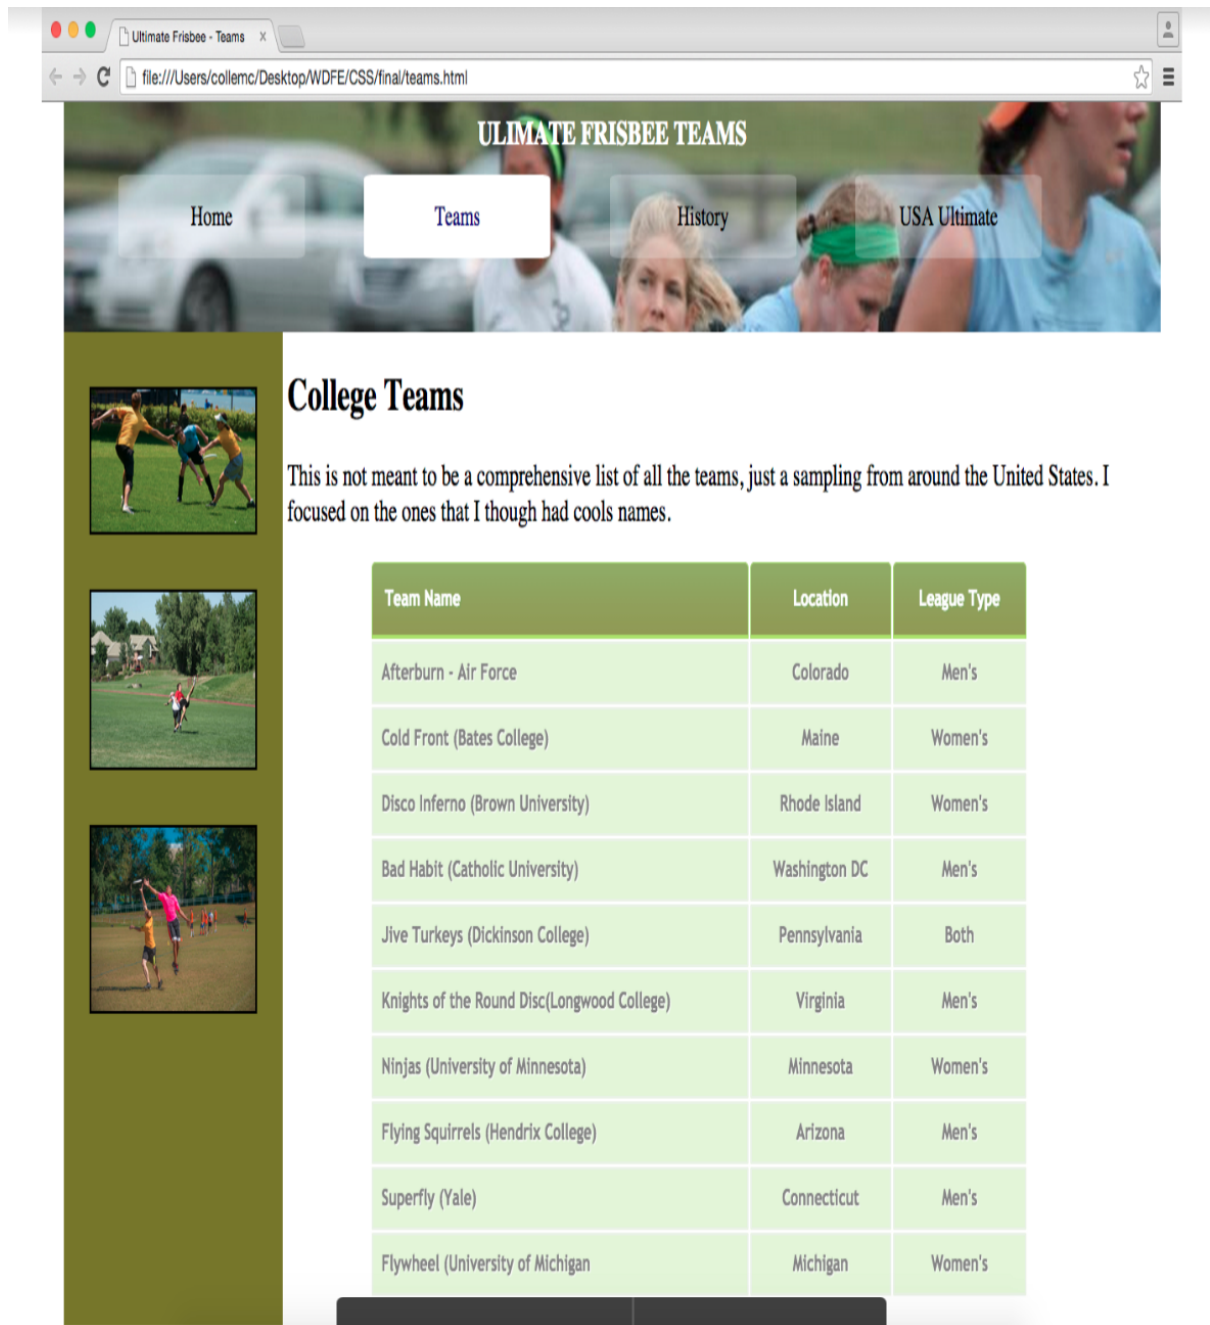 Ultimate Frisbee - Teams
file:///Users/collemc/Desktop/WDFE/CSS/final/teams.html
ULIMATE FRISBEE TEAMS
Home Teams History USA Ultimate
College Teams
This is not meant to be a comprehensive list of all the teams, just a sampling from around the United States. I
focused on the ones that I though had cools names.
Team Name Location League Type
Afterburn - Air Force Colorado Men's
Cold Front (Bates College) Maine Women's
Disco Inferno (Brown University) Rhode Island Women's
Bad Habit (Catholic University) Washington DC Men's
Jive Turkeys (Dickinson College) Pennsylvania Both
Knights of the Round Disc(Longwood College) Virginia Men's
Ninjas (University of Minnesota) Minnesota Women's
Flying Squirrels (Hendrix College) Arizona Men's
Superfly (Yale) Connecticut Men's
Flywheel (University of Michigan Michigan Women's